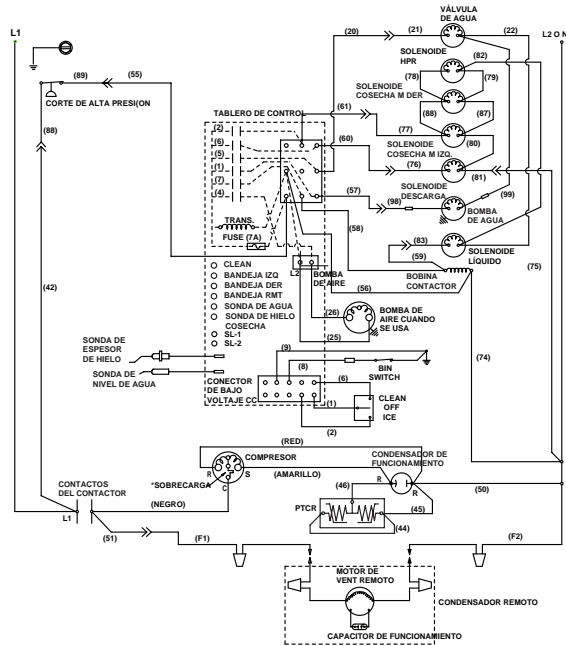 VÁLVULA
DE AGUA
(20)
(21)
(22)
L1
L2 O N
SOLENOIDE
HPR
(82)
(89)
(55)
(78)
(79)
SOLENOIDE
COSECHA M DER
CORTE DE ALTA PRESI(ON
TABLERO DE CONTROL
(61)
(88)
(87)
(88)
(2)
(77)
(6)
(60)
SOLENOIDE
COSECHA M IZQ.
(80)
(5)
(76)
(1)
(81)
(7)
(57)
SOLENOIDE
DESCARGA
(4)
(98)
(99)
BOMBA
DE AGUA
TRANS.
(58)
FUSE (7A)
(83)
SOLENOIDE
LÍQUIDO
(59)
CLEAN
L2
BOMBA
DE AIRE
BOBINA
CONTACTOR
(75)
BANDEJA IZQ
BANDEJA DER
(56)
(42)
BANDEJA RMT
SONDA DE AGUA
SONDA DE HIELO
COSECHA
(26)
BOMBA DE
AIRE CUANDO
SE USA
SL-1
SL-2
(25)
SONDA DE
ESPESOR
DE HIELO
(9)
(74)
(8)
BIN
SWITCH
SONDA DE
NIVEL DE AGUA
CONECTOR
DE BAJO
VOLTAJE CC
(6)
(1)
CLEAN
OFF
ICE
(2)
(RED)
COMPRESOR
CONDENSADOR DE
FUNCIONAMIENTO
R
S
(AMARILLO)
*SOBRECARGA
C
(46)
R
R
(50)
CONTACTOS
DEL CONTACTOR
(NEGRO)
PTCR
(45)
L1
(44)
(51)
(F1)
(F2)
MOTOR DE
VENT REMOTO
CONDENSADOR REMOTO
CAPACITOR DE FUNCIONAMIENTO